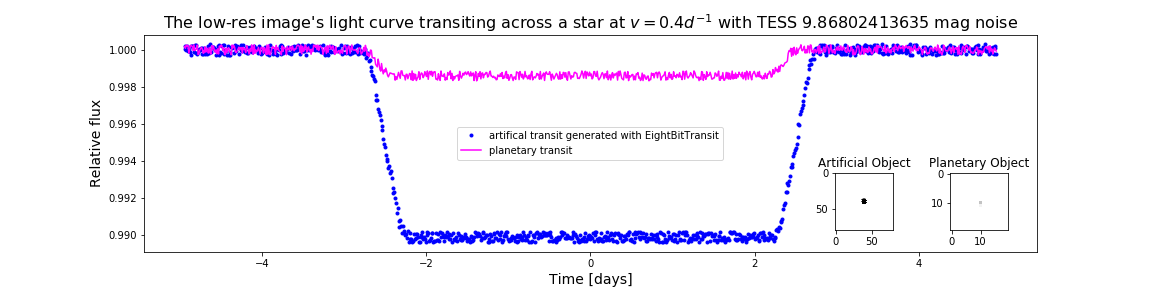 The low-res image's light curve transiting across a star at v = 0.4d⁻¹ with TESS 9.86802413635 mag noise
Relative flux
1.000
0.998
0.996
0.994
0.992
0.990
artifical transit generated with EightBitTransit
planetary transit
Artificial Object
0
50
0 50
Planetary Object
0
10
0 10
−4 −2 0 2 4
Time [days]